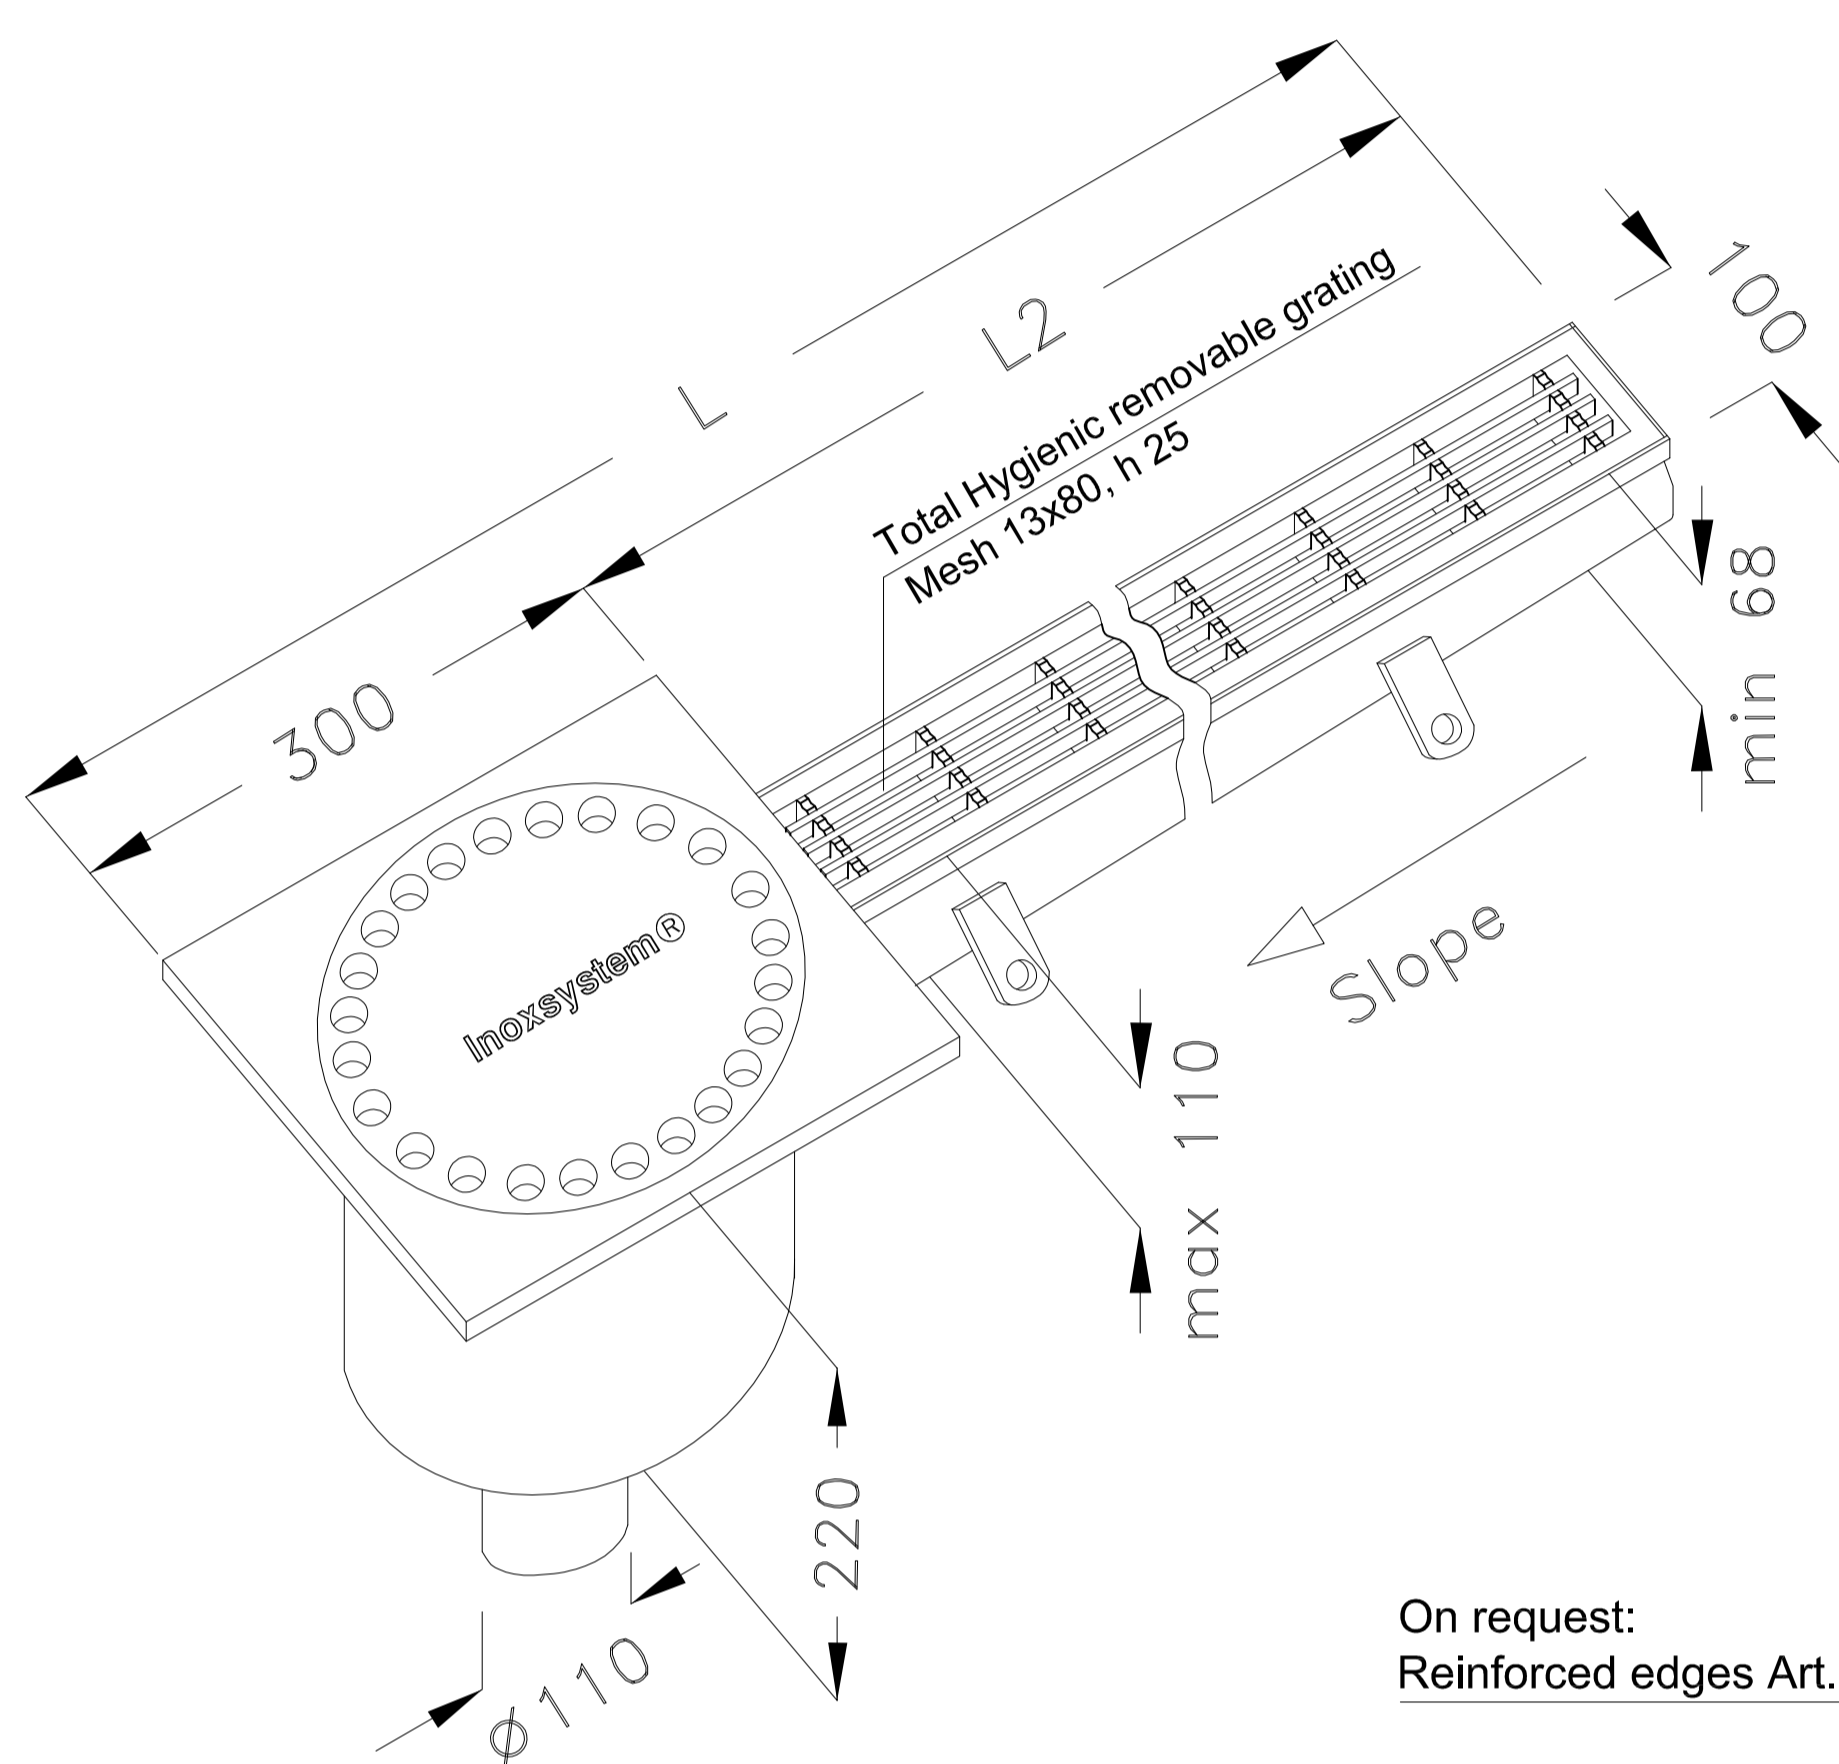 L
L2
100
Total Hygienic removable grating
Mesh 13x80, h 25
300
min 68
Inoxsystem®
Slope
max 110
220
ø110
On request:
Reinforced edges Art.